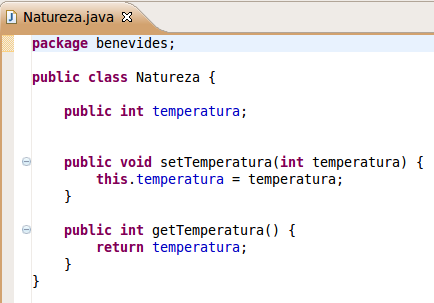 Natureza.java
package benevides;
public class Natureza {
public int temperatura;
public void setTemperatura(int temperatura) {
this.temperatura = temperatura;
}
public int getTemperatura() {
return temperatura;
}
}